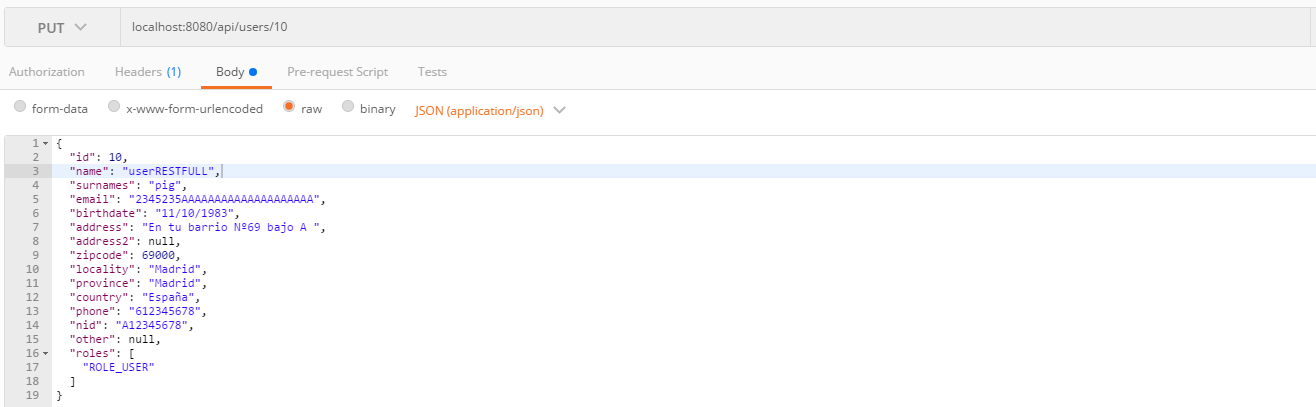 PUT localhost:8080/api/users/10
Authorization Headers (1) Body Pre-request Script Tests
form-data x-www-form-urlencoded raw binary JSON (application/json)
1 {
2 "id": 10,
3 "name": "userRESTFULL",
4 "surnames": "pig",
5 "email": "2345235AAAAAAAAAAAAAAAAAAAA",
6 "birthdate": "11/10/1983",
7 "address": "En tu barrio Nº69 bajo A ",
8 "address2": null,
9 "zipcode": 69000,
10 "locality": "Madrid",
11 "province": "Madrid",
12 "country": "España",
13 "phone": "612345678",
14 "nid": "A12345678",
15 "other": null,
16 "roles": [
17 "ROLE_USER"
18 ]
19 }